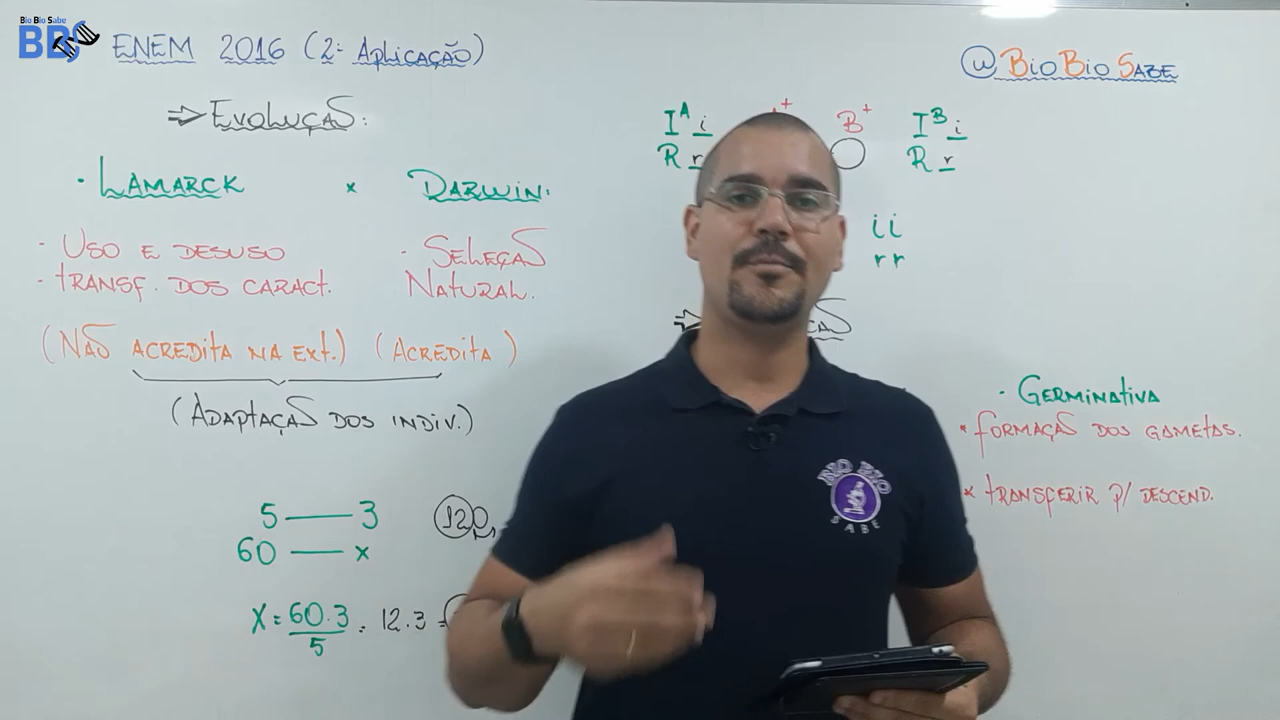 Bio Bio Sabe
BBS
ENEM 2016 (2ª Aplicação)
@BioBioSabe
⇒ Evolução:
• Lamarck x Darwin:
- Uso e desuso
- transf. dos caract.
- Seleção
Natural.
(Não acredita na ext.) (Acredita)
(Adaptação dos indiv.)
5 — 3
60 — x
120
x = 60.3 = 12.3 =
5
I^A i
R r
A+
B+
I^B i
R r
ii
rr
• Germinativa
* formação dos gametas.
* transferir p/ descend.
BIO BIO
SABE